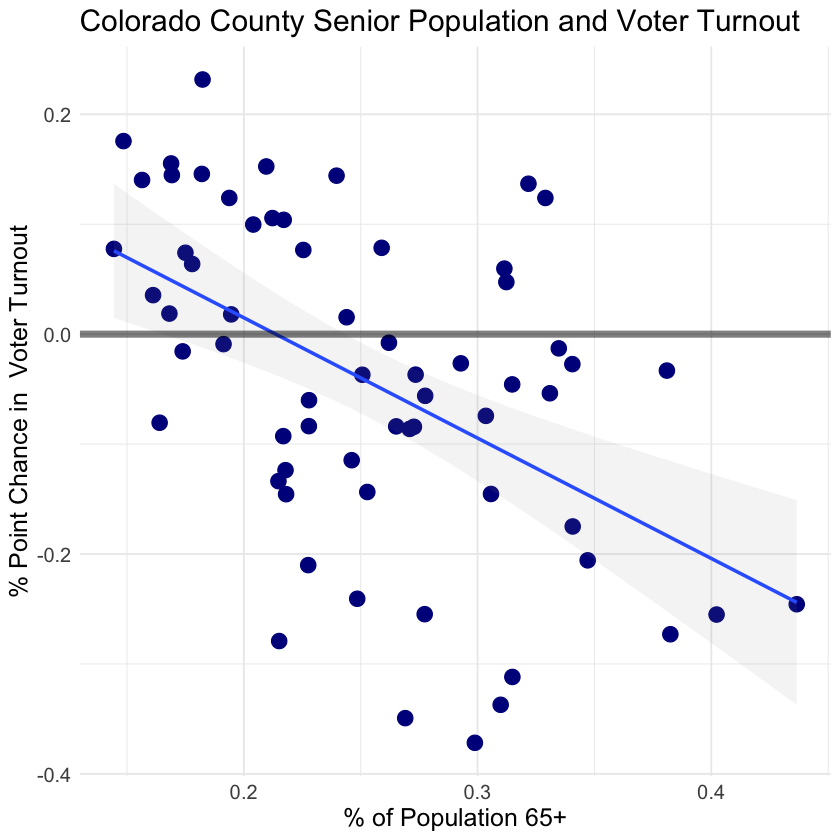 Colorado County Senior Population and Voter Turnout
% Point Chance in  Voter Turnout
0.2
0.0
-0.2
-0.4
0.2
0.3
0.4
% of Population 65+